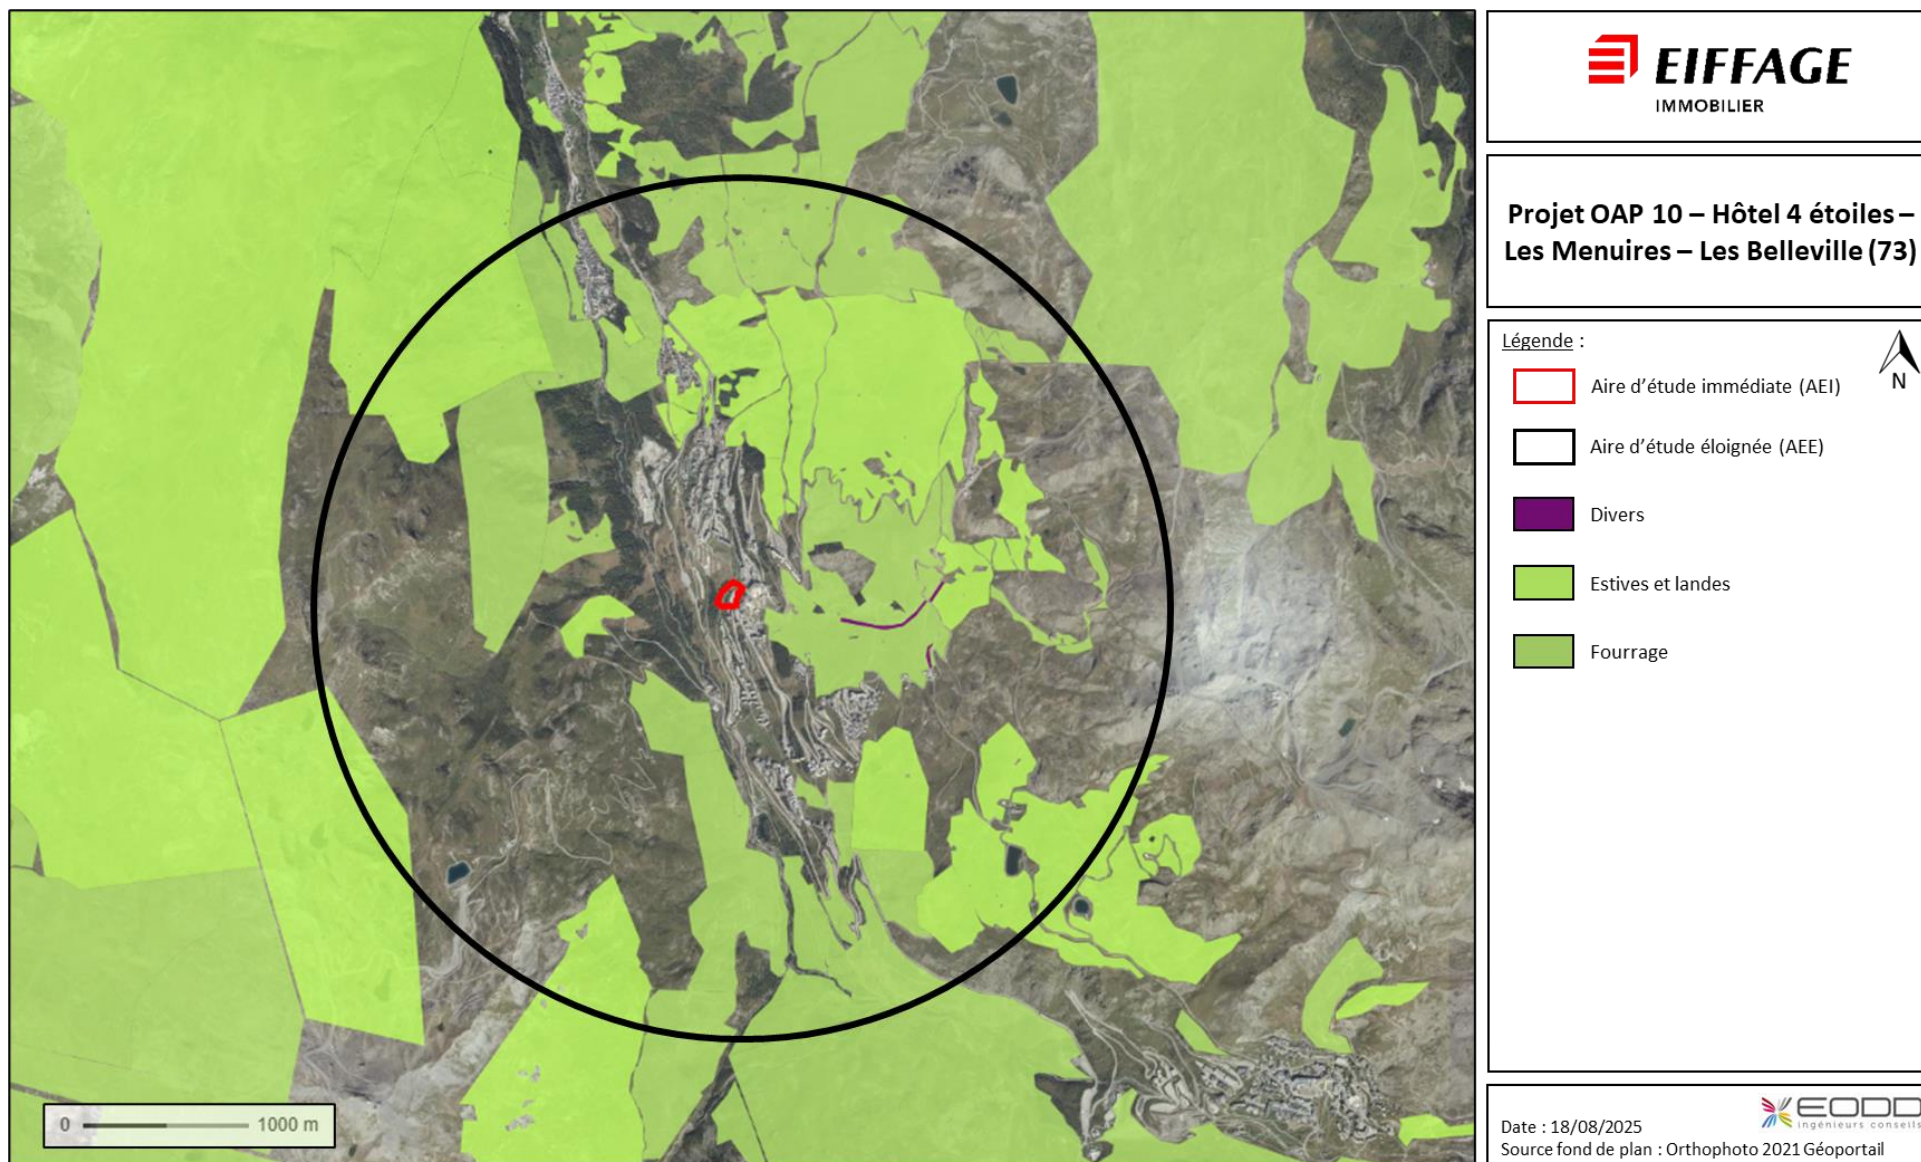 EIFFAGE
IMMOBILIER
Projet OAP 10 – Hôtel 4 étoiles –
Les Menuires – Les Belleville (73)
Légende :
N
Aire d'étude immédiate (AEI)
Aire d'étude éloignée (AEE)
Divers
Estives et landes
Fourrage
0 1000 m
EODD
ingénieurs conseils
Date : 18/08/2025
Source fond de plan : Orthophoto 2021 Géoportail